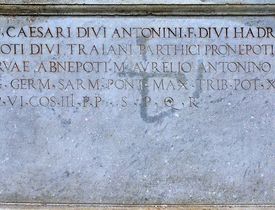 CAESARI DIVI ANTONINI F. DIVI HADR
POTI DIVI TRAIANI PARTHICI PRONEPOTI
RVAE ABNEPOTI M. AVRELIO ANTONINO
GERM. SARM. PONT. MAX. TRIB. POT. X
VI COS. III P. P. S. P. Q. R